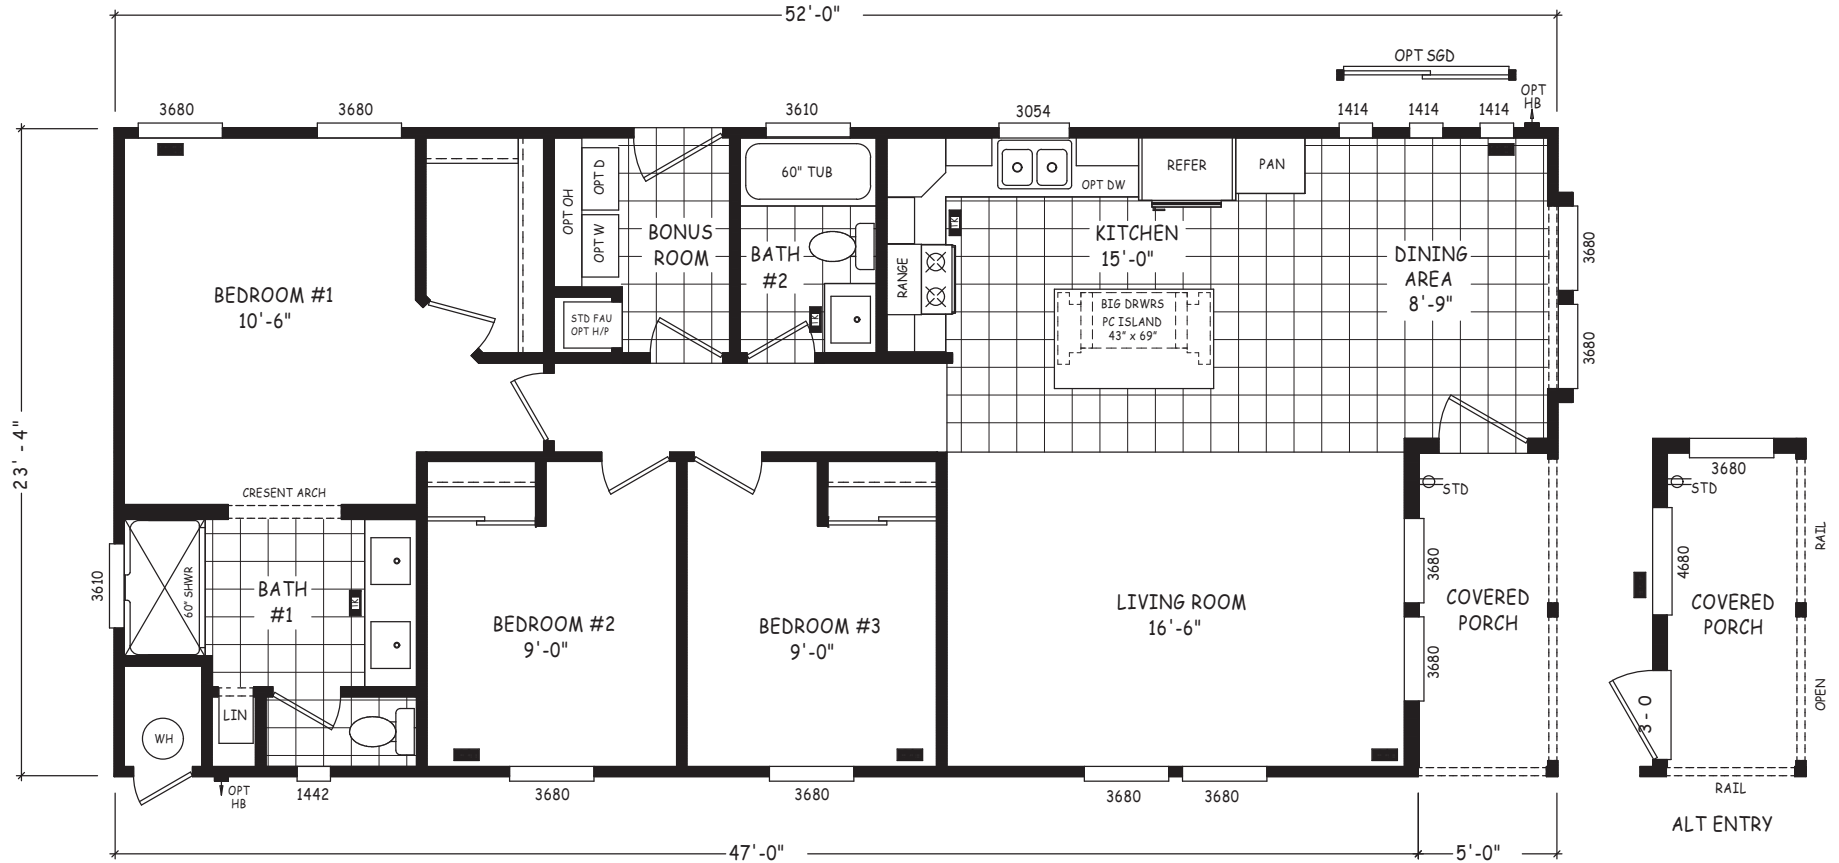 52'-0"
OPT SGD
3680
3680
3610
3054
1414
1414
1414
OPT
HB
60" TUB
OPT DW
REFER
PAN
OPT OH
OPT D
OPT W
BONUS
ROOM
BATH
#2
TK
TK
RANGE
KITCHEN
15'-0"
DINING
AREA
8'-9"
3680
3680
BEDROOM #1
10'-6"
STD FAU
OPT H/P
BIG DRWRS
PC ISLAND
43" x 69"
23'-4"
CRESENT ARCH
3610
60" SHWR
BATH
#1
TK
LIN
WH
OPT
HB
1442
BEDROOM #2
9'-0"
3680
BEDROOM #3
9'-0"
3680
LIVING ROOM
16'-6"
3680
3680
STD
3680
3680
COVERED
PORCH
3680
STD
4680
COVERED
PORCH
RAIL
OPEN
3-0
RAIL
ALT ENTRY
47'-0"
5'-0"